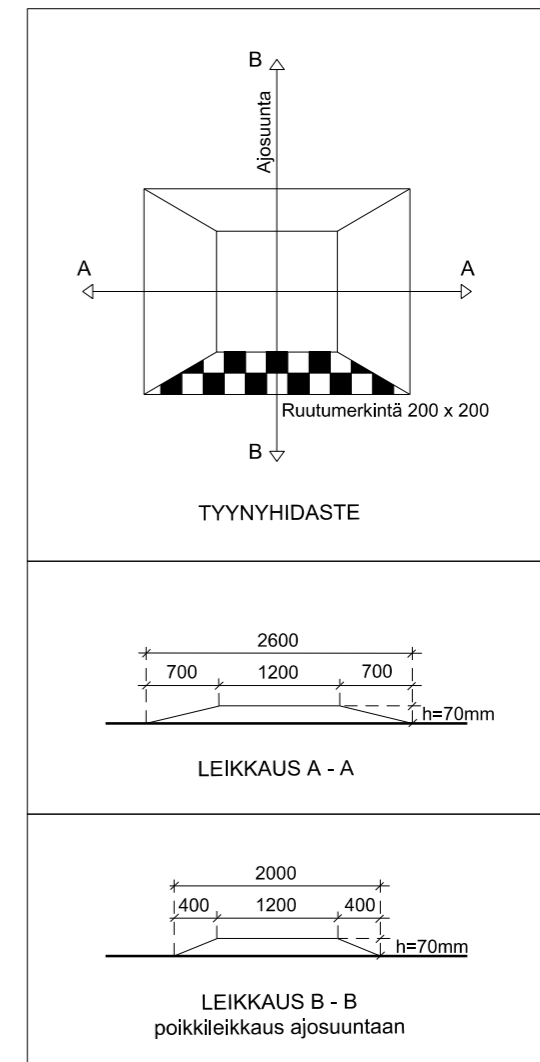 B
Ajosuunta
A A
Ruutumerkintä 200 x 200
B
TYYNYHIDASTE
2600
700 1200 700
h=70mm
LEIKKAUS A - A
2000
400 1200 400
h=70mm
LEIKKAUS B - B
poikkileikkaus ajosuuntaan